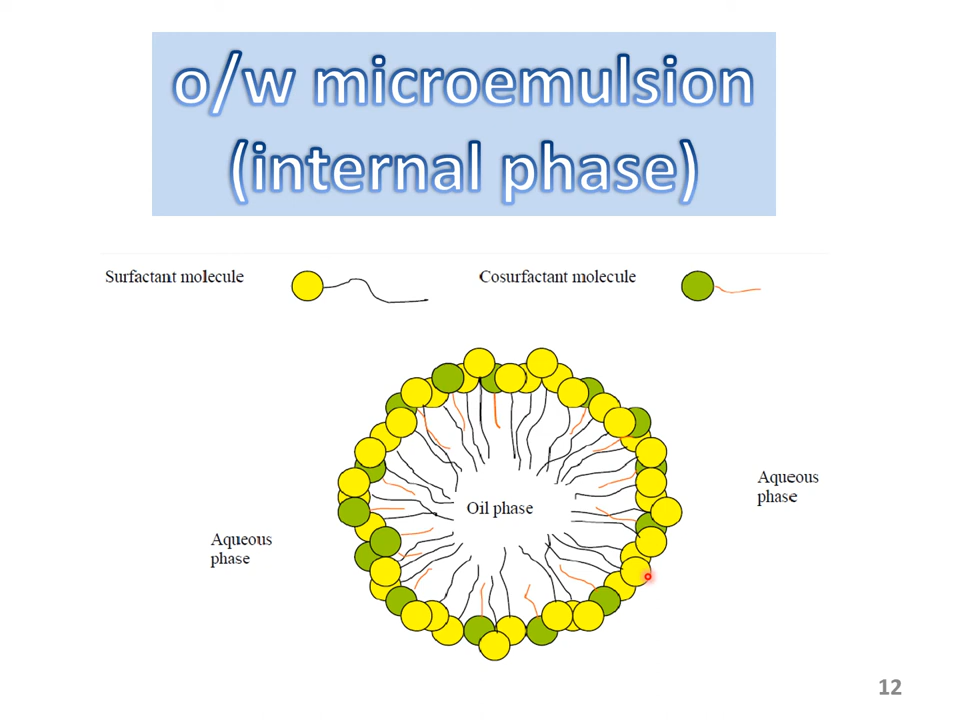 o/w microemulsion
(internal phase)
Surfactant molecule
Cosurfactant molecule
Oil phase
Aqueous
phase
Aqueous
phase
12